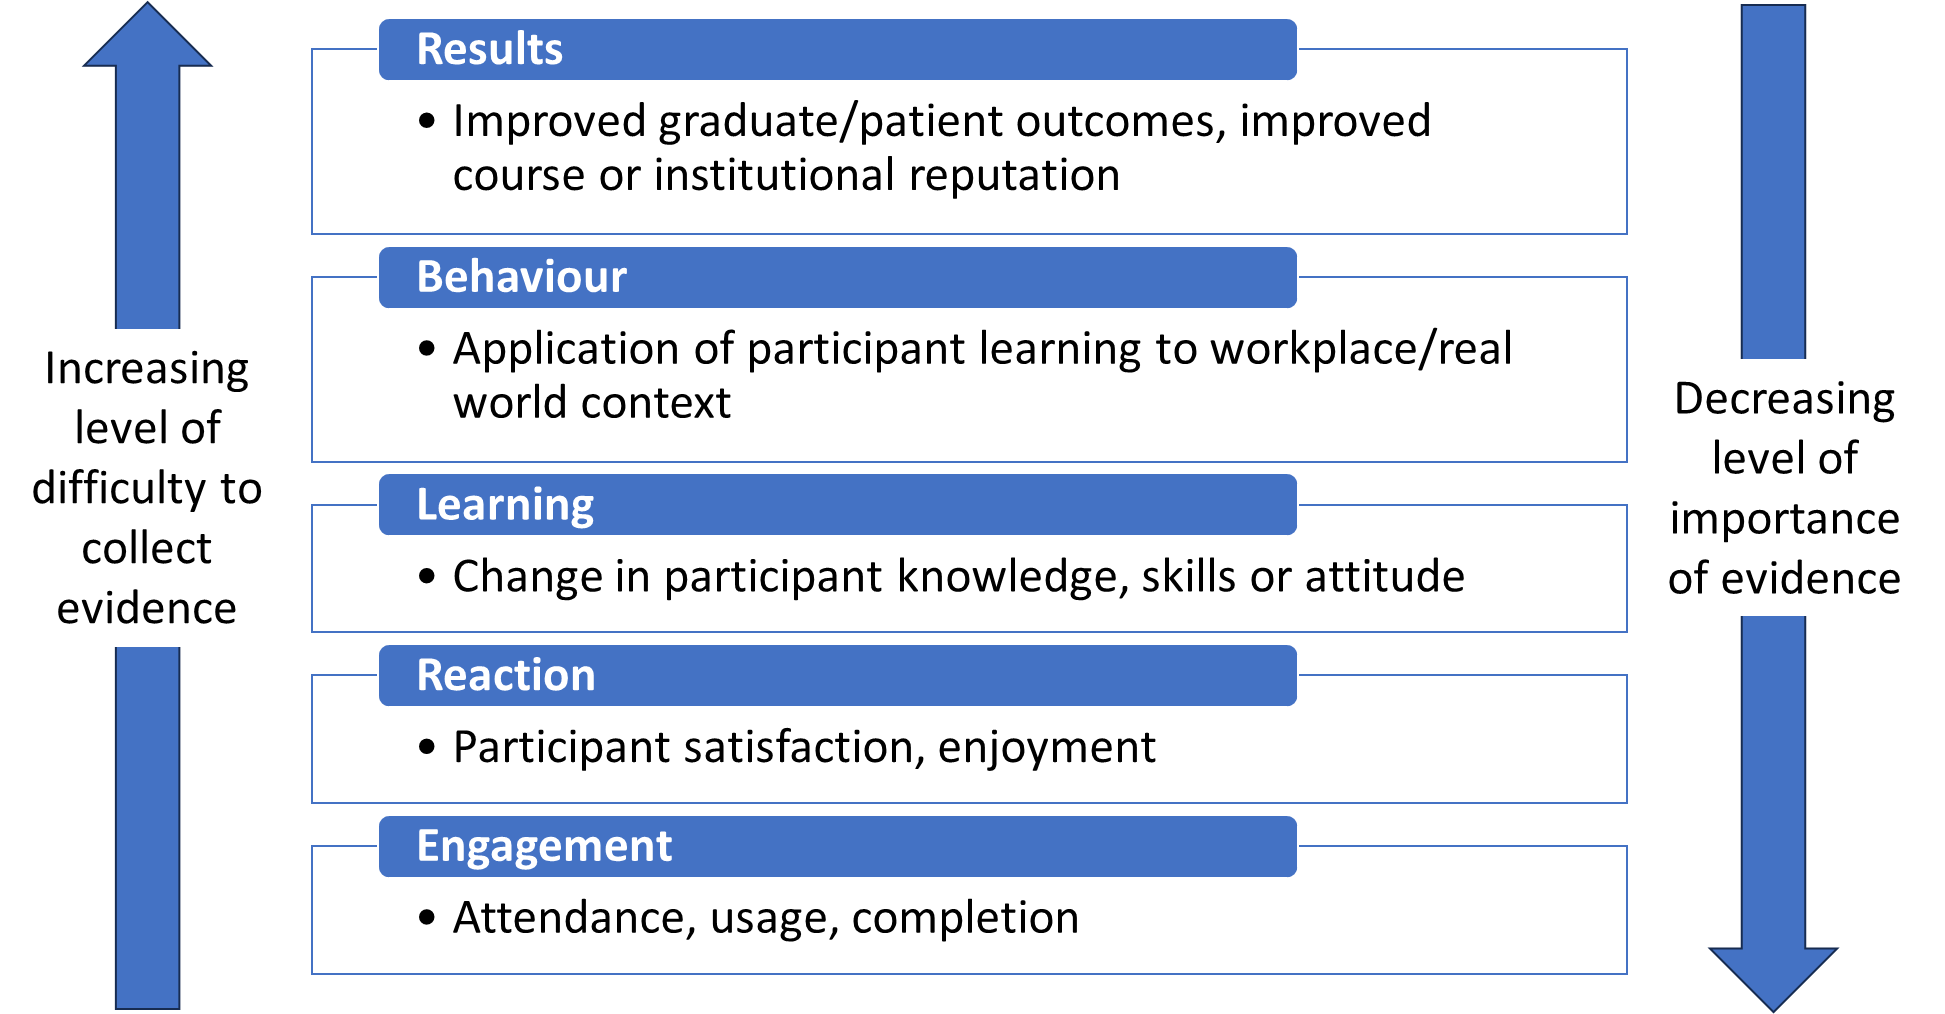 Results
• Improved graduate/patient outcomes, improved
course or institutional reputation
Behaviour
• Application of participant learning to workplace/real
world context
Learning
• Change in participant knowledge, skills or attitude
Reaction
• Participant satisfaction, enjoyment
Engagement
• Attendance, usage, completion
Increasing
level of
difficulty to
collect
evidence
Decreasing
level of
importance
of evidence